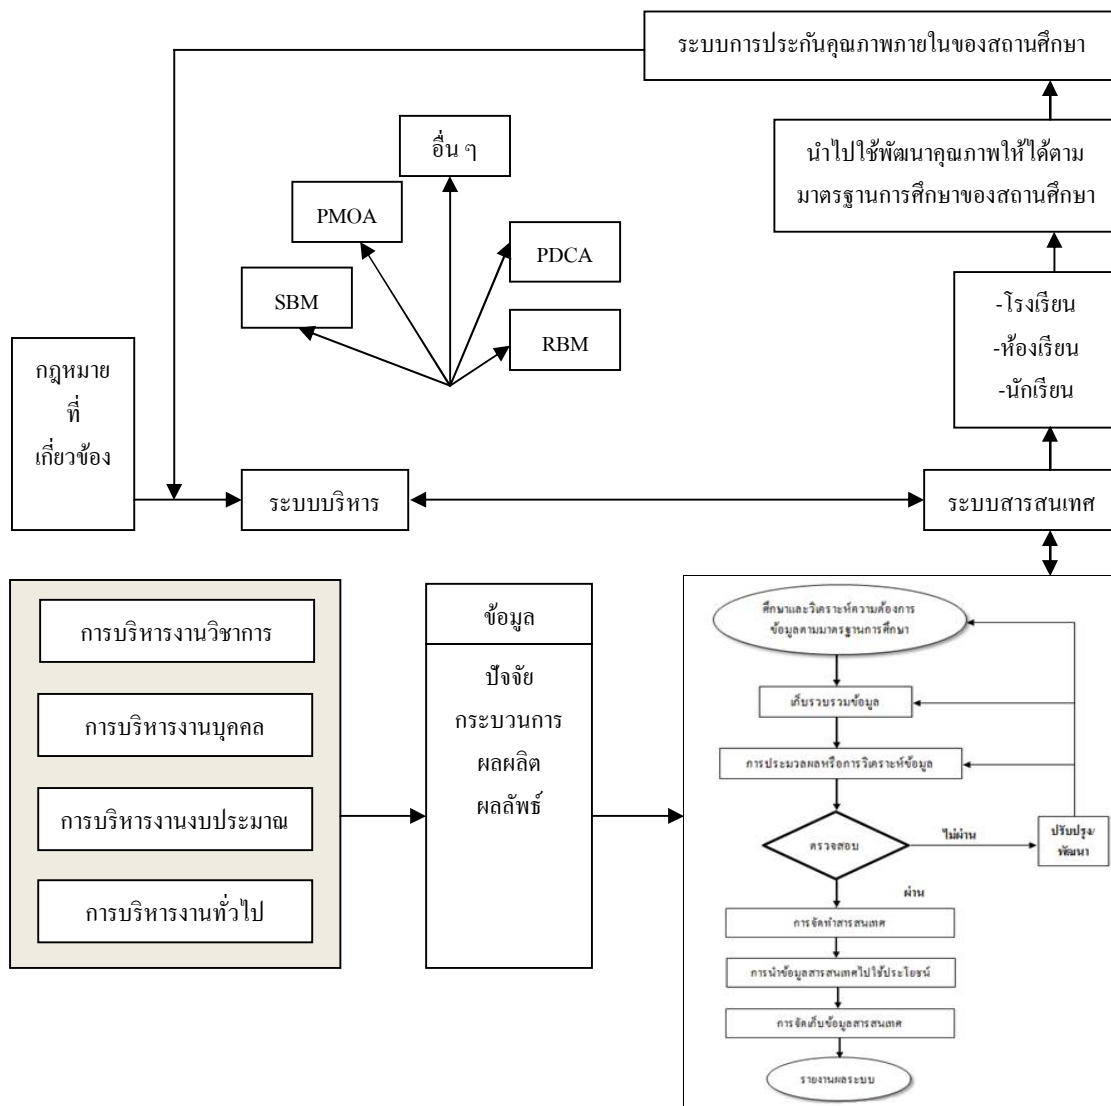 ระบบการประกันคุณภาพภายในของสถานศึกษา
นำไปใช้พัฒนาคุณภาพให้ได้ตาม
มาตรฐานการศึกษาของสถานศึกษา
อื่น ๆ
PMOA
PDCA
SBM
RBM
-โรงเรียน
-ห้องเรียน
-นักเรียน
กฎหมาย
ที่
เกี่ยวข้อง
ระบบบริหาร
ระบบสารสนเทศ
การบริหารงานวิชาการ
การบริหารงานบุคคล
การบริหารงานงบประมาณ
การบริหารงานทั่วไป
ข้อมูล
ปัจจัย
กระบวนการ
ผลผลิต
ผลลัพธ์
ศึกษาและวิเคราะห์ความต้องการ
ข้อมูลตามมาตรฐานการศึกษา
เก็บรวบรวมข้อมูล
การประมวลผลหรือการวิเคราะห์ข้อมูล
ตรวจสอบ
ไม่ผ่าน
ปรับปรุง/
พัฒนา
ผ่าน
การจัดทำสารสนเทศ
การนำข้อมูลสารสนเทศไปใช้ประโยชน์
การจัดเก็บข้อมูลสารสนเทศ
รายงานผลระบบ